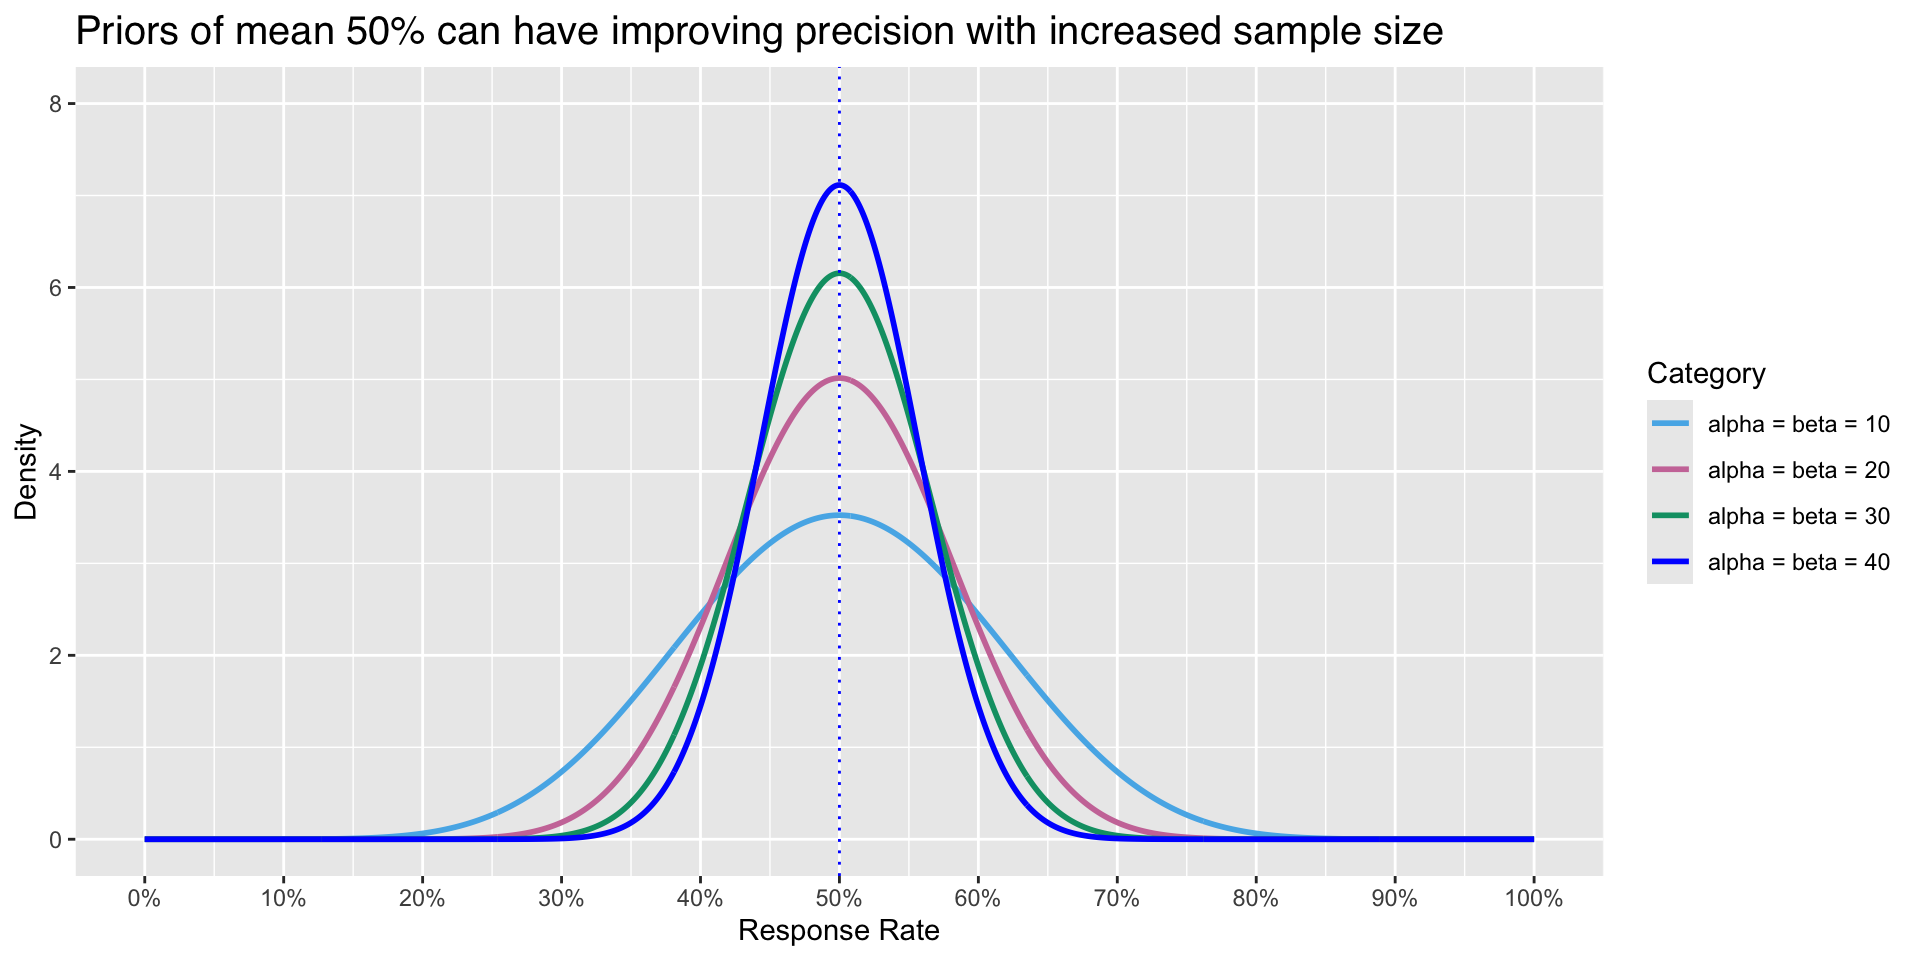 Priors of mean 50% can have improving precision with increased sample size
8
6
4
2
0
Density
0% 10% 20% 30% 40% 50% 60% 70% 80% 90% 100%
Response Rate
Category
alpha = beta = 10
alpha = beta = 20
alpha = beta = 30
alpha = beta = 40